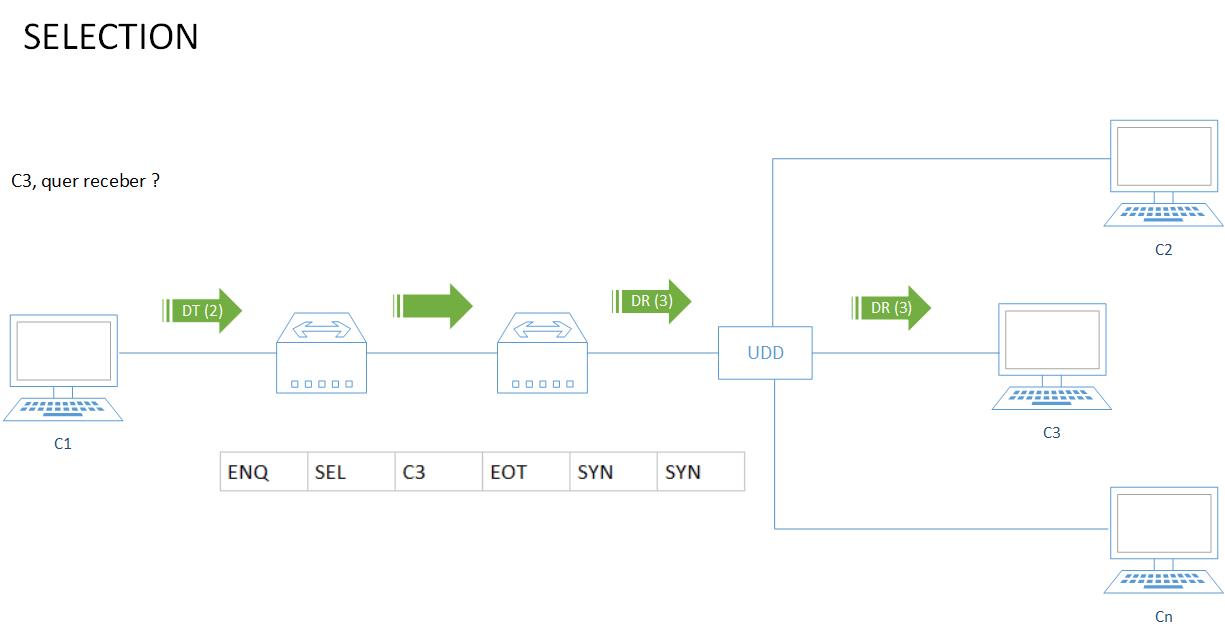 SELECTION
C3, quer receber ?
DT (2)
DR (3)
DR (3)
UDD
C1
C2
C3
Cn
ENQ SEL C3 EOT SYN SYN